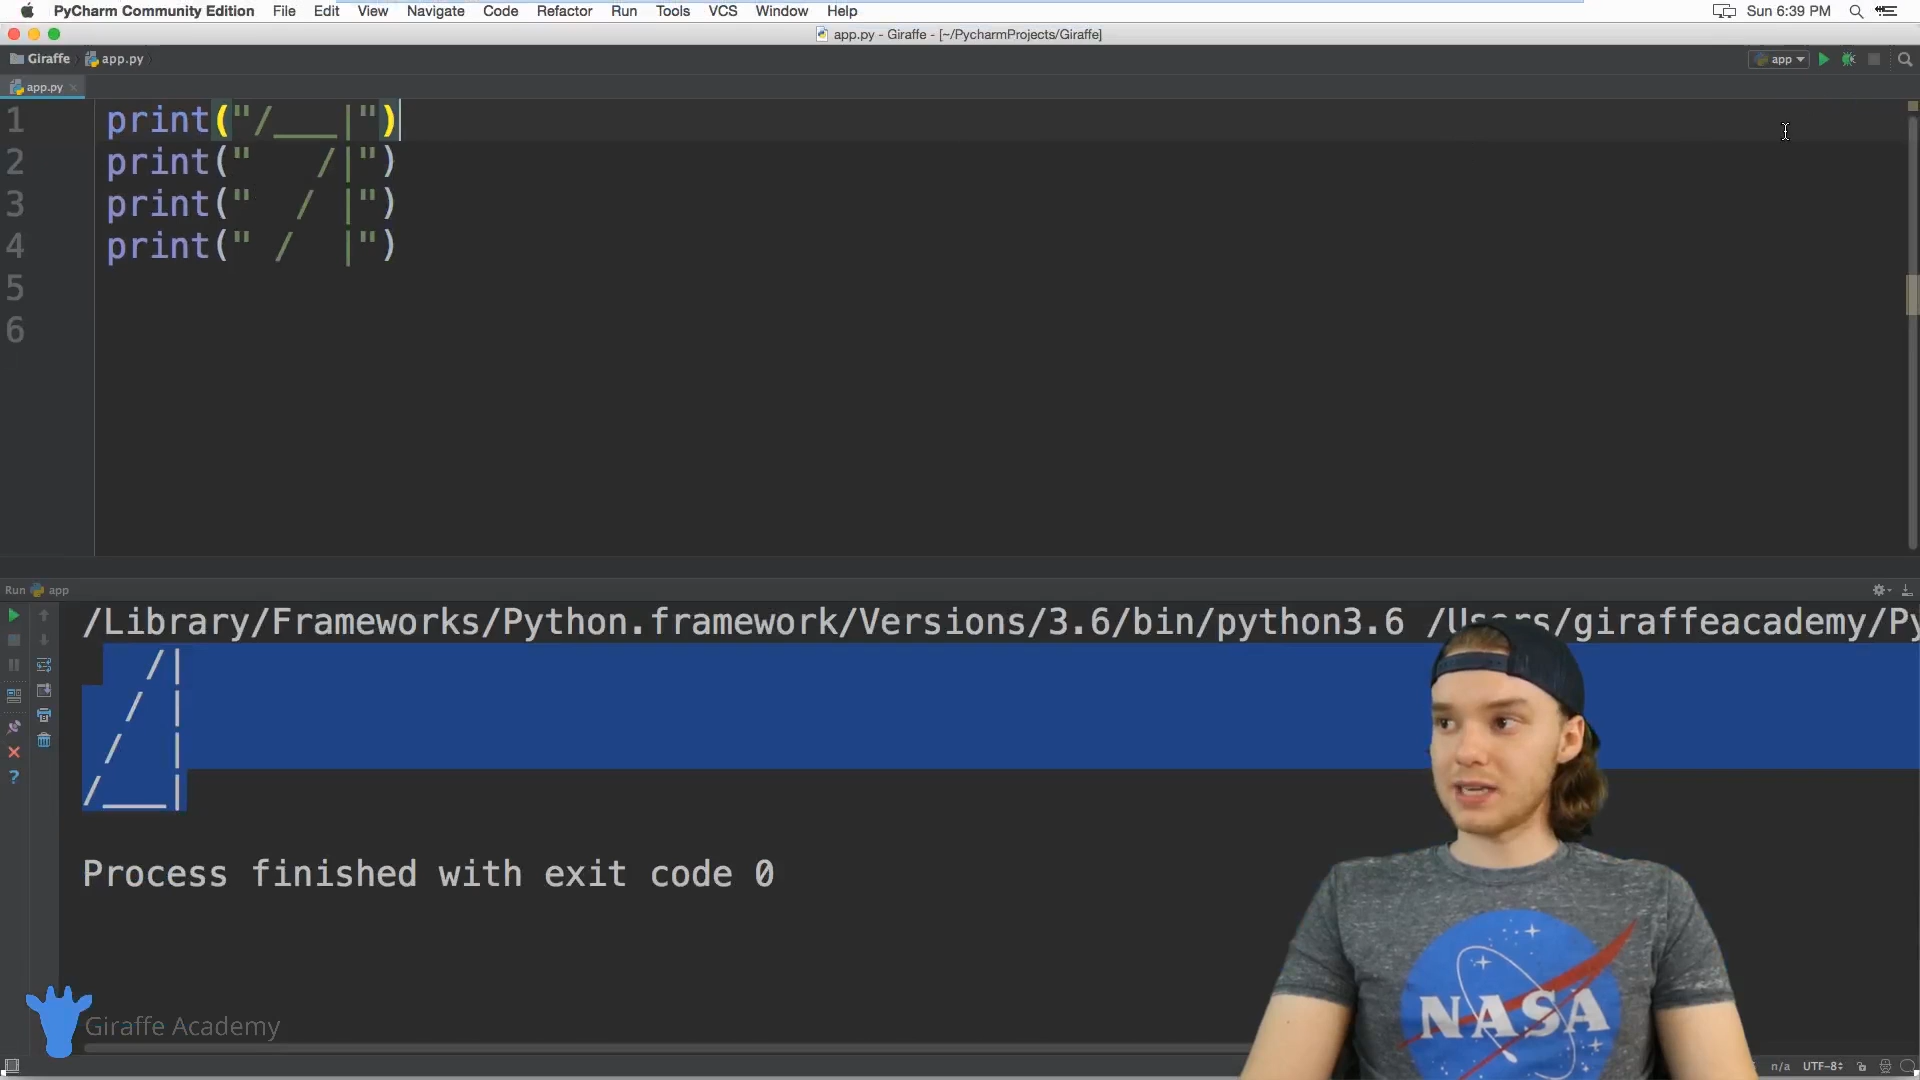 PyCharm Community Edition File Edit View Navigate Code Refactor Run Tools VCS Window Help Sun 6:39 PM
app.py - Giraffe - [~/PycharmProjects/Giraffe]
Giraffe app.py app
app.py
1 print("/___|")
2 print("   /|")
3 print("  / |")
4 print(" /  |")
5
6
Run app
/Library/Frameworks/Python.framework/Versions/3.6/bin/python3.6 /Users/giraffeacademy/Py
   /|
  / |
 /  |
/___|
Process finished with exit code 0
NASA
Giraffe Academy
n/a UTF-8